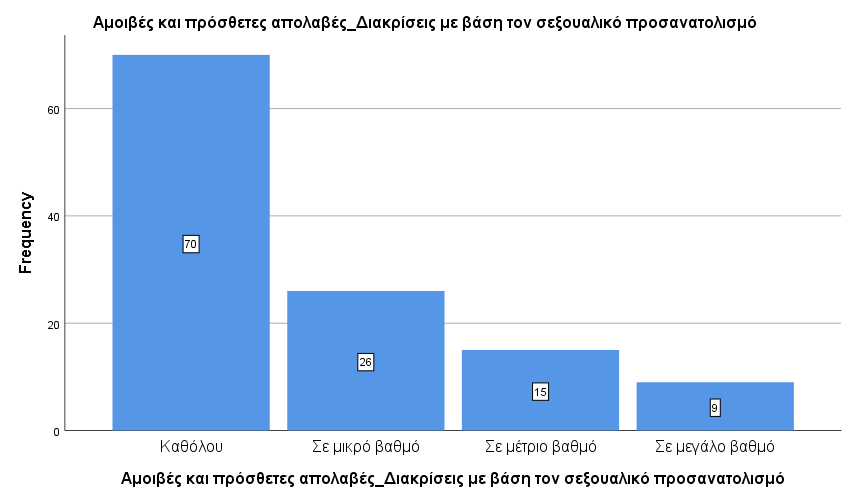 Αμοιβές και πρόσθετες απολαβές_Διακρίσεις με βάση τον σεξουαλικό προσανατολισμό
Frequency
60
40
20
0
70
26
15
9
Καθόλου
Σε μικρό βαθμό
Σε μέτριο βαθμό
Σε μεγάλο βαθμό
Αμοιβές και πρόσθετες απολαβές_Διακρίσεις με βάση τον σεξουαλικό προσανατολισμό